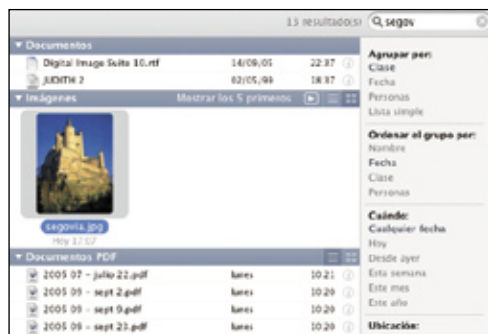 13 resultado(s) segov
Documentos
Digital Image Suite 10.rtf 14/09/05 22:37
JUDITH 2 02/05/99 18:37
Imágenes Mostrar los 5 primeros
segovia.jpg
Hoy 17:07
Documentos PDF
2005 07 - julio 22.pdf lunes 10:21
2005 09 - sept 2.pdf lunes 10:20
2005 09 - sept 9.pdf lunes 10:20
2005 09 - sept 23.pdf lunes 10:20
Agrupar por:
Clase
Fecha
Personas
Lista simple
Ordenar el grupo por:
Nombre
Fecha
Clase
Personas
Cuándo:
Cualquier fecha
Hoy
Desde ayer
Esta semana
Este mes
Este año
Ubicación: